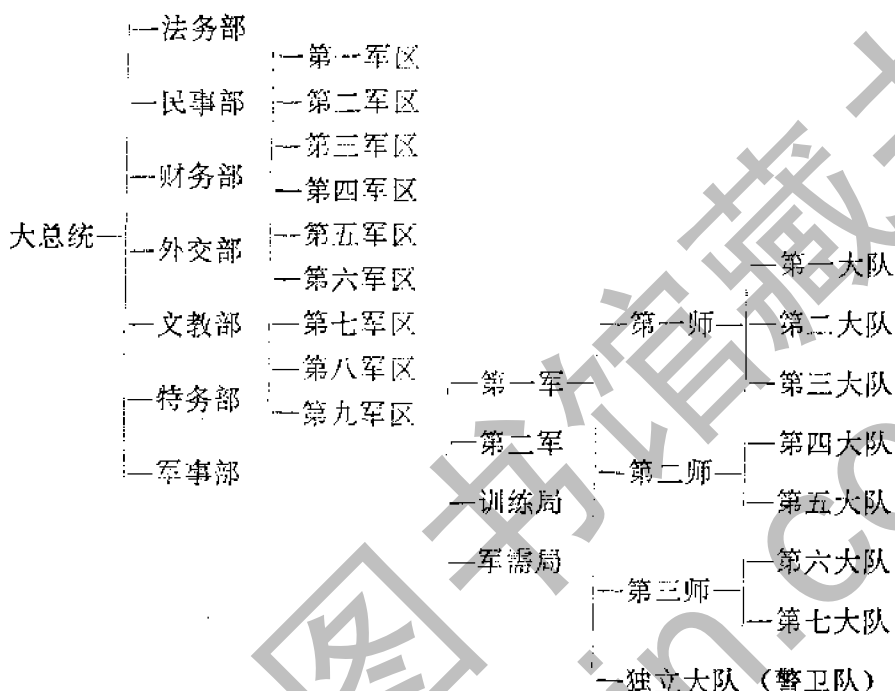 大总统
法务部
民事部
财务部
外交部
文教部
特务部
军事部
第一军区
第二军区
第三军区
第四军区
第五军区
第六军区
第七军区
第八军区
第九军区
第一军
第二军
训练局
军需局
第一师
第二师
第三师
独立大队（警卫队）
第一大队
第二大队
第三大队
第四大队
第五大队
第六大队
第七大队